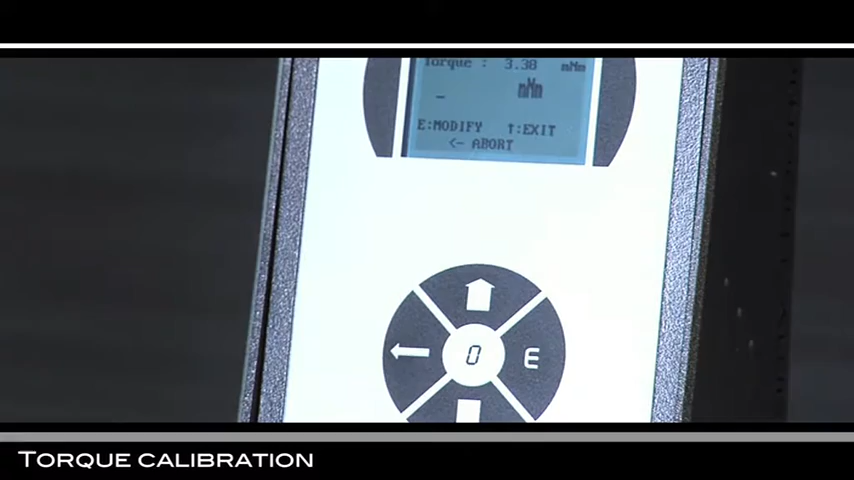 Torque : 3.38 mNm
_ mNm
E:MODIFY ↑:EXIT
<- ABORT
0
E
TORQUE CALIBRATION